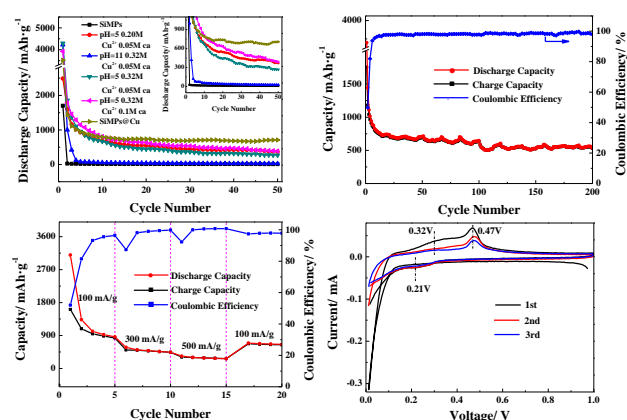 5000
4000
3000
2000
1000
0
Discharge Capacity/ mAh·g⁻¹
SiMPs
pH=5 0.20M
Cu²⁺ 0.05M ca
pH=11 0.32M
Cu²⁺ 0.05M ca
pH=5 0.32M
Cu²⁺ 0.05M ca
pH=5 0.32M
Cu²⁺ 0.1M ca
SiMPs@Cu
0 10 20 30 40 50
Cycle Number
Discharge Capacity/ mAh·g⁻¹
0 10 20 30 40 50
Cycle Number
4000
2000
1600
1200
800
400
0
Capacity/ mAh·g⁻¹
Discharge Capacity
Charge Capacity
Coulombic Efficiency
100
80
60
40
20
0
Coulombic Efficiency/ %
0 50 100 150 200
Cycle Number
3600
2700
1800
900
0
Capacity/ mAh·g⁻¹
Discharge Capacity
Charge Capacity
Coulombic Efficiency
100 mA/g
300 mA/g
500 mA/g
100 mA/g
100
80
60
40
20
0
Coulombic Efficiency/ %
0 5 10 15 20
Cycle Number
0.1
0.0
-0.1
-0.2
-0.3
Current/ mA
0.32V
0.47V
0.21V
1st
2nd
3rd
0.0 0.2 0.4 0.6 0.8 1.0
Voltage/ V